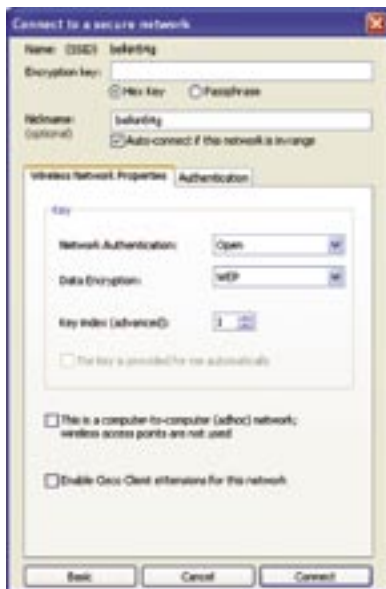 Connect to a secure network
Name: (SSID)
Encryption key:
Hex Key Passphrase
Nickname:
(optional)
Auto-connect if this network is in-range
Wireless Network Properties Authentication
Key
Network Authentication: Open
Data Encryption: WEP
Key Index (advanced): 1
The key is provided for me automatically
This is a computer-to-computer (adhoc) network;
wireless access points are not used
Enable Cisco Client extensions for this network
Basic Cancel Connect